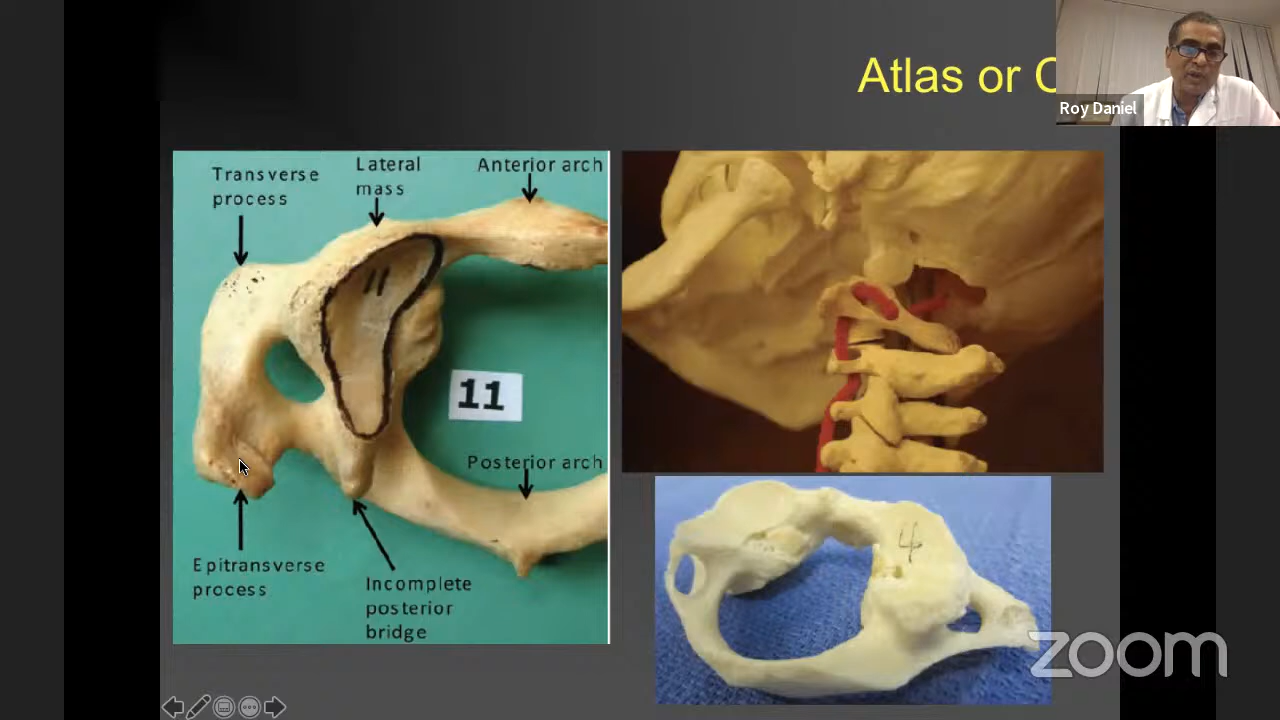 Atlas or
Roy Daniel
Transverse
process
Lateral
mass
Anterior arch
11
11
Posterior arch
Epitransverse
process
Incomplete
posterior
bridge
4
zoom